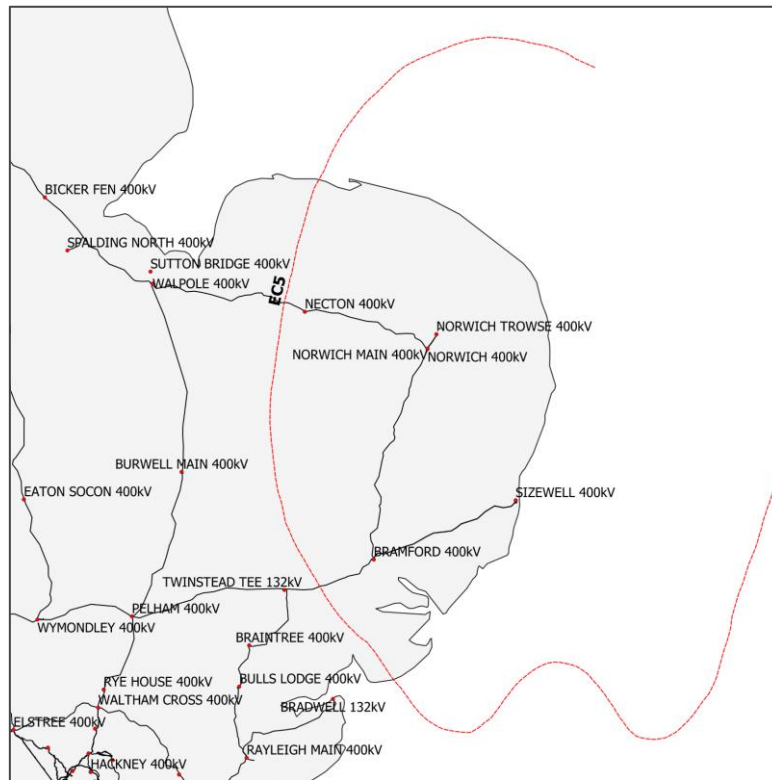 BICKER FEN 400kV
SPALDING NORTH 400kV
SUTTON BRIDGE 400kV
WALPOLE 400kV
EC5
NECTON 400kV
NORWICH TROWSE 400kV
NORWICH MAIN 400kV
NORWICH 400kV
BURWELL MAIN 400kV
EATON SOCON 400kV
SIZEWELL 400kV
BRAMFORD 400kV
TWINSTEAD TEE 132kV
PELHAM 400kV
WYMONDLEY 400kV
BRAINTREE 400kV
RYE HOUSE 400kV
BULLS LODGE 400kV
WALTHAM CROSS 400kV
BRADWELL 132kV
ELSTREE 400kV
RAYLEIGH MAIN 400kV
HACKNEY 400kV